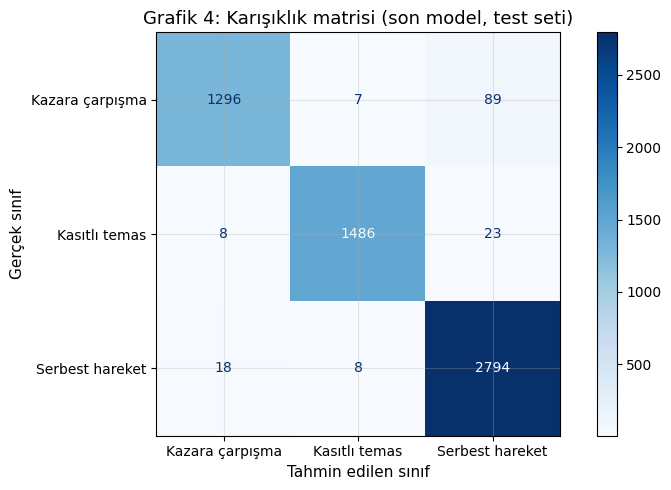 Grafik 4: Karışıklık matrisi (son model, test seti)
Gerçek sınıf
Kazara çarpışma 1296 7 89
Kasıtlı temas 8 1486 23
Serbest hareket 18 8 2794
Kazara çarpışma Kasıtlı temas Serbest hareket
Tahmin edilen sınıf
2500
2000
1500
1000
500